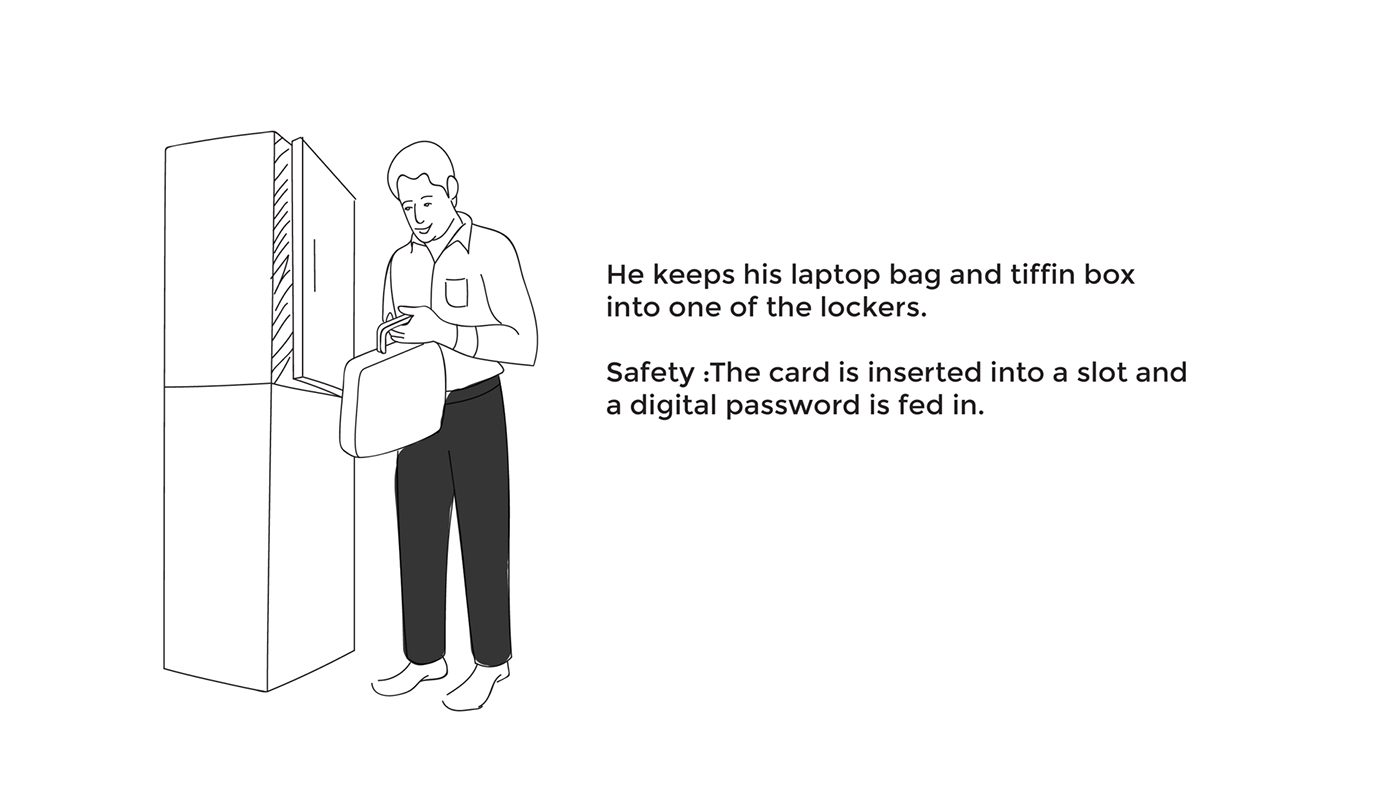 He keeps his laptop bag and tiffin box
into one of the lockers.
Safety :The card is inserted into a slot and
a digital password is fed in.